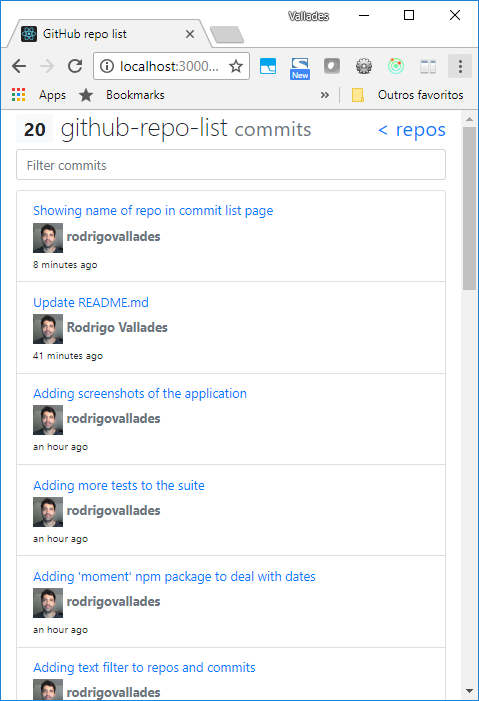 Vallades
GitHub repo list
localhost:3000...
New
Apps
Bookmarks
»
Outros favoritos
20 github-repo-list commits
< repos
Filter commits
Showing name of repo in commit list page
rodrigovallades
8 minutes ago
Update README.md
Rodrigo Vallades
41 minutes ago
Adding screenshots of the application
rodrigovallades
an hour ago
Adding more tests to the suite
rodrigovallades
an hour ago
Adding 'moment' npm package to deal with dates
rodrigovallades
an hour ago
Adding text filter to repos and commits
rodrigovallades